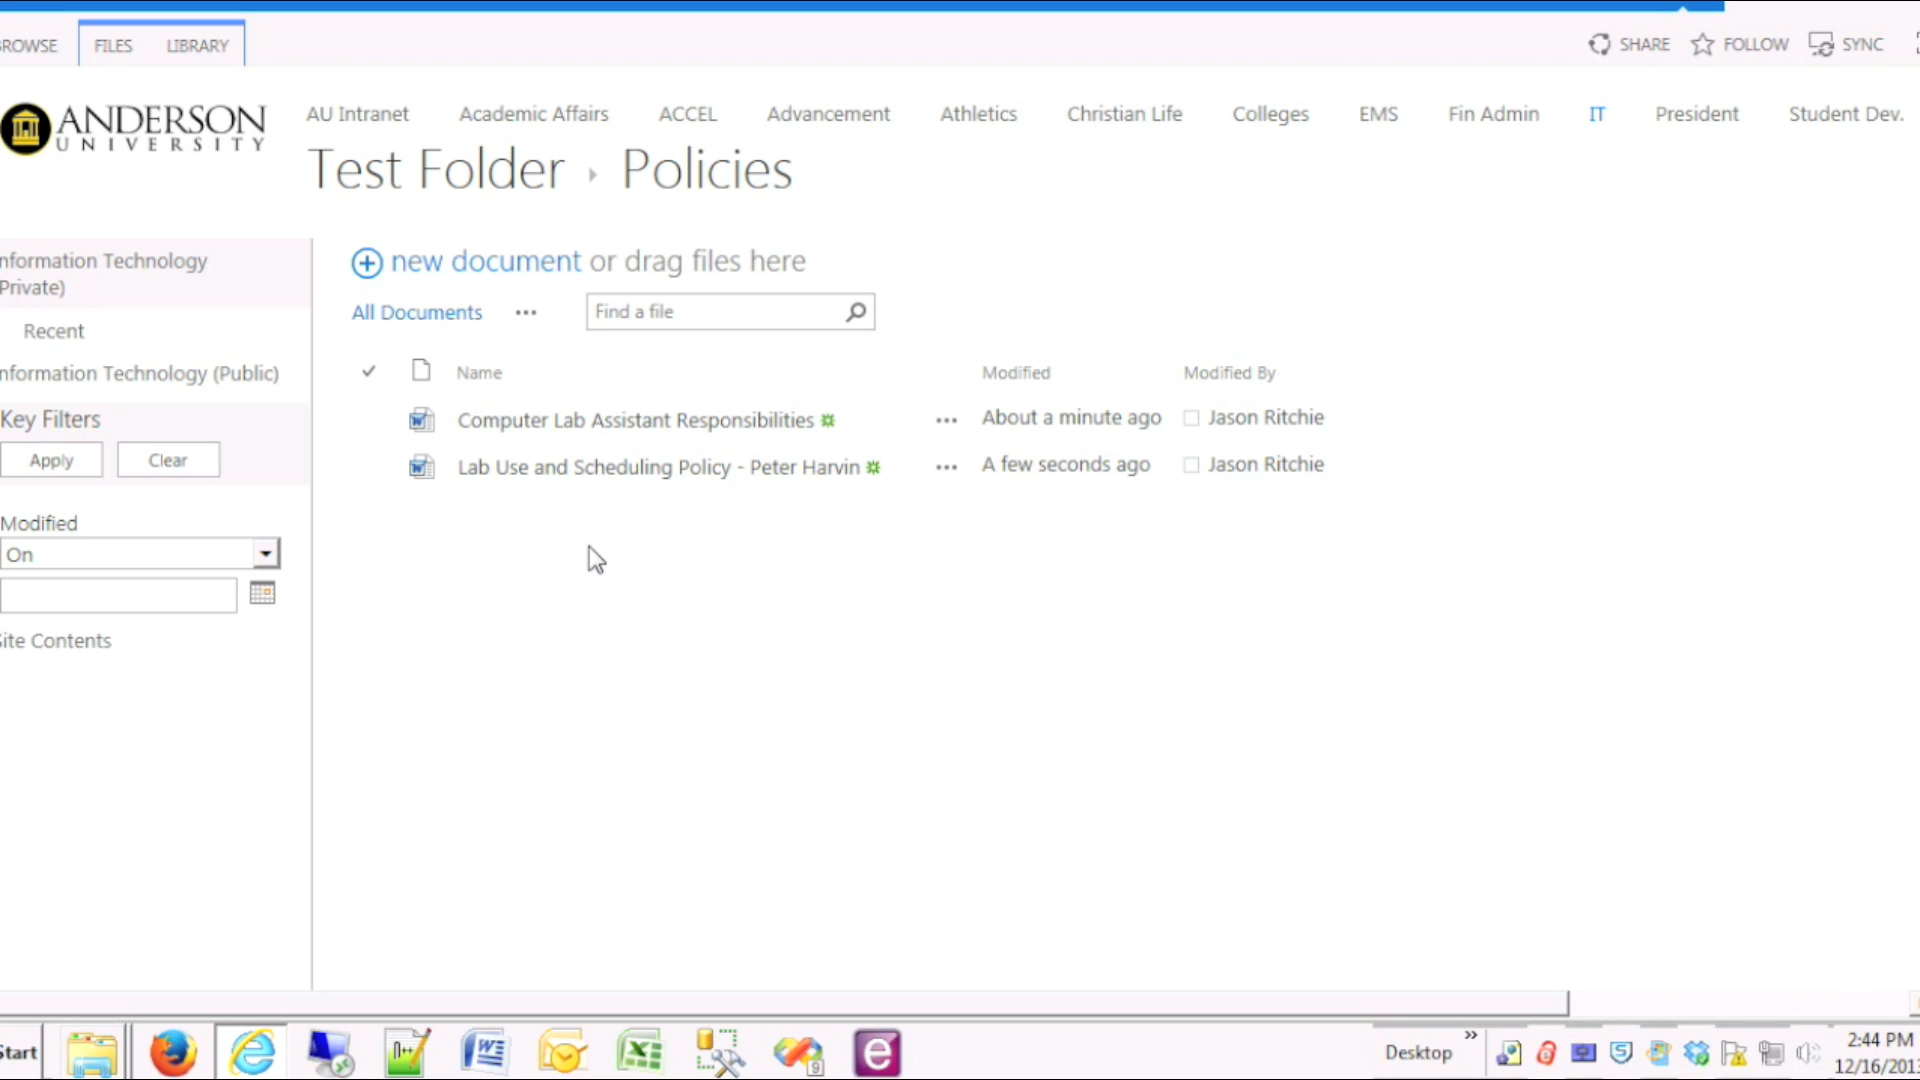 ROWSE FILES LIBRARY SHARE FOLLOW SYNC
ANDERSON
UNIVERSITY
AU Intranet Academic Affairs ACCEL Advancement Athletics Christian Life Colleges EMS Fin Admin IT President Student Dev.
Test Folder ▸ Policies
nformation Technology
Private)
Recent
nformation Technology (Public)
Key Filters
Apply Clear
Modified
On
ite Contents
new document or drag files here
All Documents ••• Find a file
Name Modified Modified By
Computer Lab Assistant Responsibilities ••• About a minute ago Jason Ritchie
Lab Use and Scheduling Policy - Peter Harvin ••• A few seconds ago Jason Ritchie
Start Desktop » 2:44 PM
12/16/201